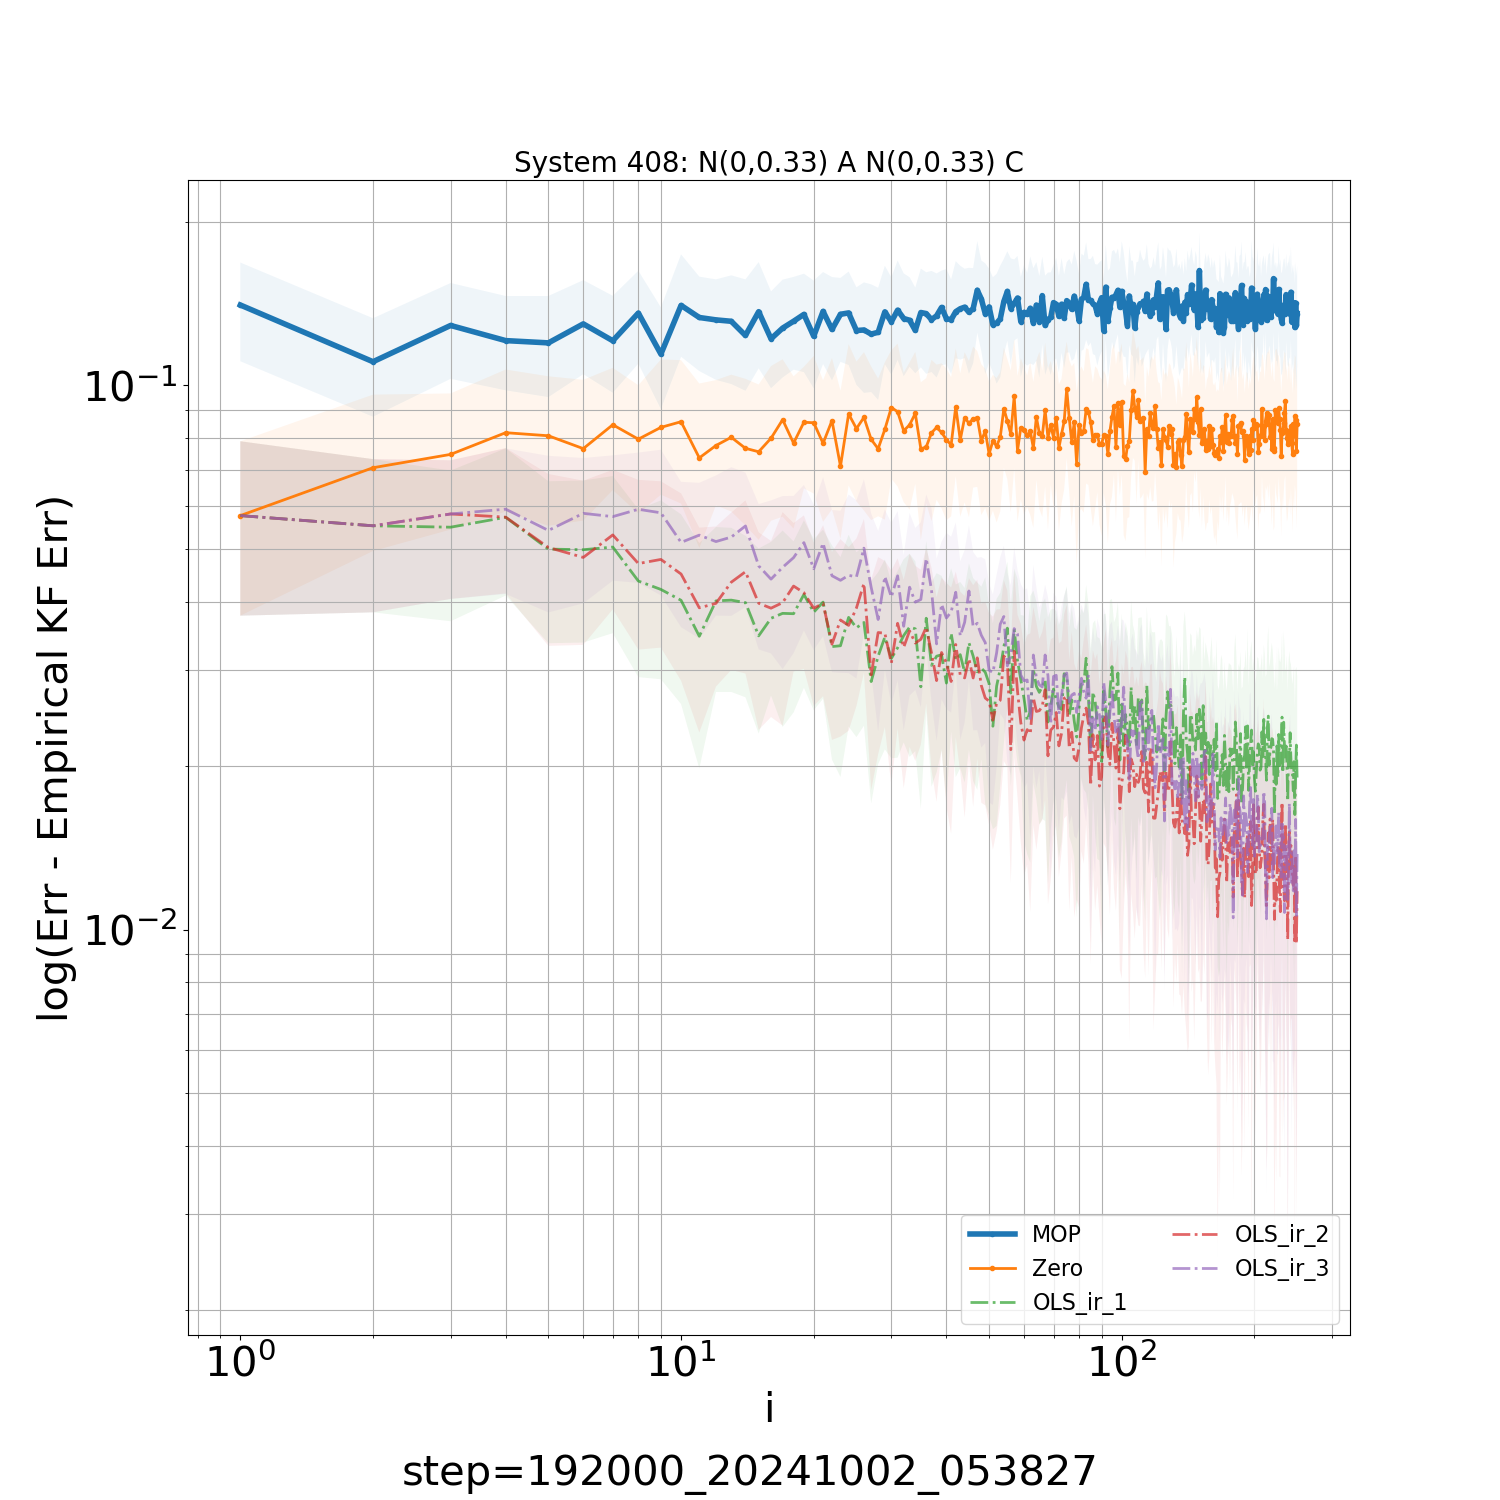 System 408: N(0,0.33) A N(0,0.33) C
log(Err - Empirical KF Err)
10⁻¹
10⁻²
MOP
Zero
OLS_ir_1
OLS_ir_2
OLS_ir_3
10⁰ 10¹ 10²
i
step=192000_20241002_053827